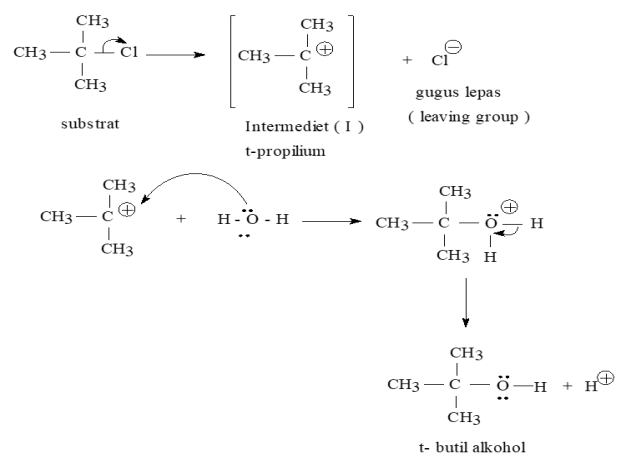 CH3
CH3 — C — Cl
CH3
substrat
CH3
CH3 — C ⊕
CH3
Intermediet ( I )
t-propilium
+ Cl ⊖
gugus lepas
( leaving group )
CH3
CH3 — C ⊕
CH3
+ H - O - H
CH3
CH3 — C — O ⊕ — H
CH3 H
CH3
CH3 — C — O — H + H ⊕
CH3
t- butil alkohol